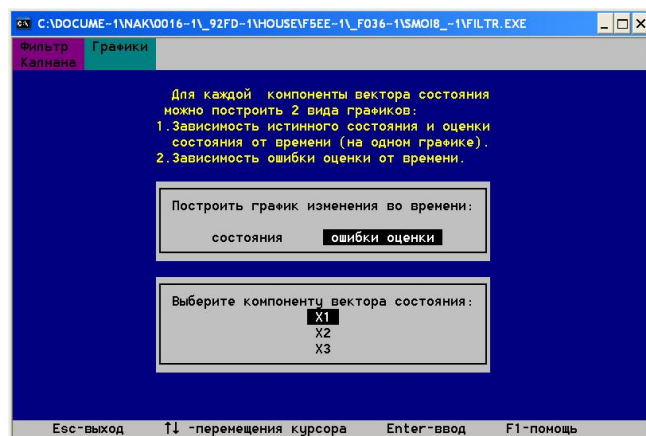 C:\DOCUME~1\NAK\0016~1\_92FD~1\HOUSE\F5EE~1\_F036~1\SMOI8_~1\FILTR.EXE
Фильтр Графики
Калмана
Для каждой компоненты вектора состояния
можно построить 2 вида графиков:
1.Зависимость истинного состояния и оценки
состояния от времени (на одном графике).
2.Зависимость ошибки оценки от времени.
Построить график изменения во времени:
состояния ошибки оценки
Выберите компоненту вектора состояния:
X1
X2
X3
Esc-выход ↑↓ -перемещения курсора Enter-ввод F1-помощь